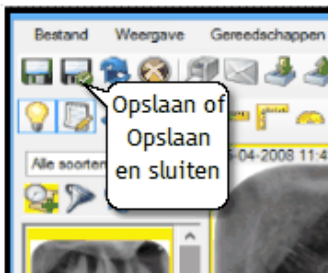 Bestand Weergave Gereedschappen
Opslaan of
Opslaan
en sluiten
Alle soorten
-04-2008 11:4